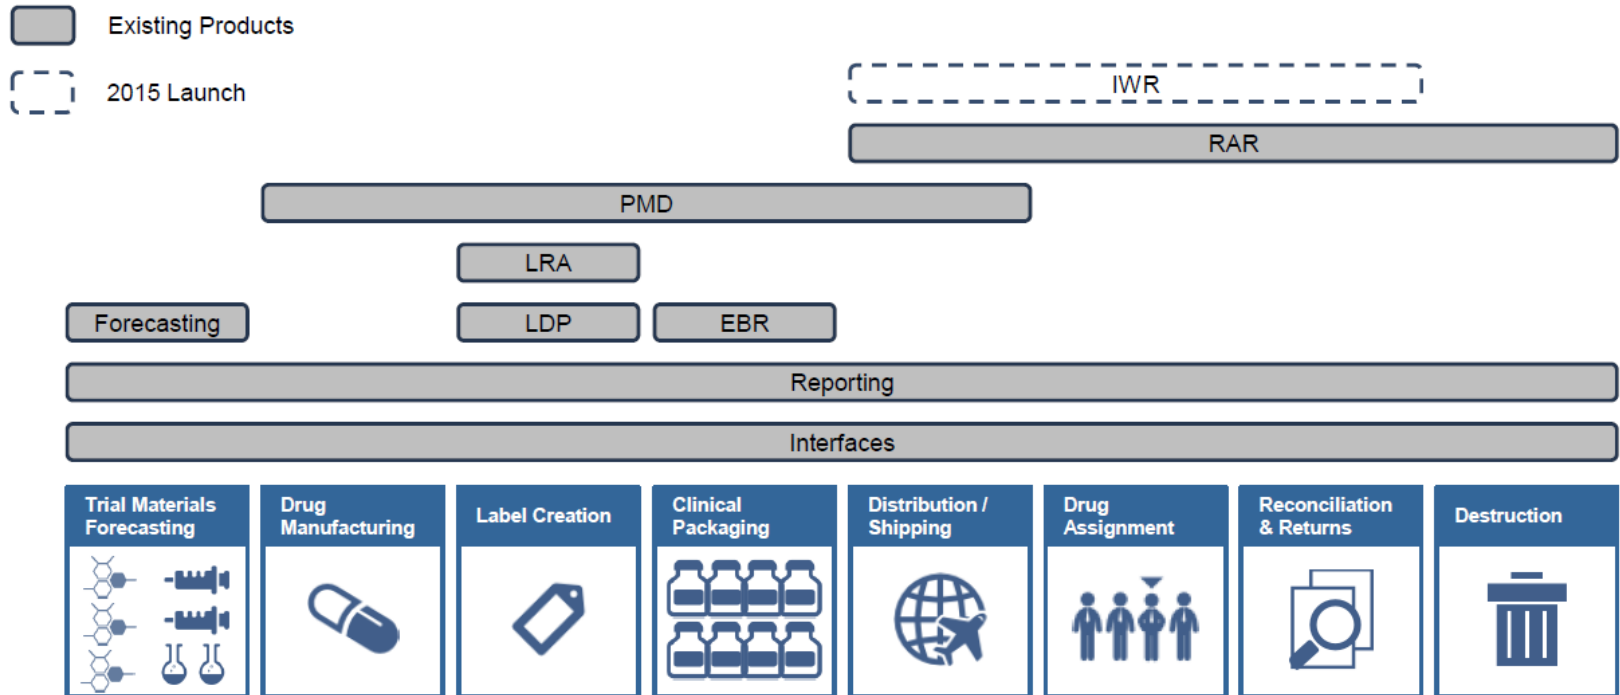 Existing Products
2015 Launch
IWR
RAR
PMD
LRA
Forecasting
LDP
EBR
Reporting
Interfaces
Trial Materials
Forecasting
Drug
Manufacturing
Label Creation
Clinical
Packaging
Distribution /
Shipping
Drug
Assignment
Reconciliation
& Returns
Destruction